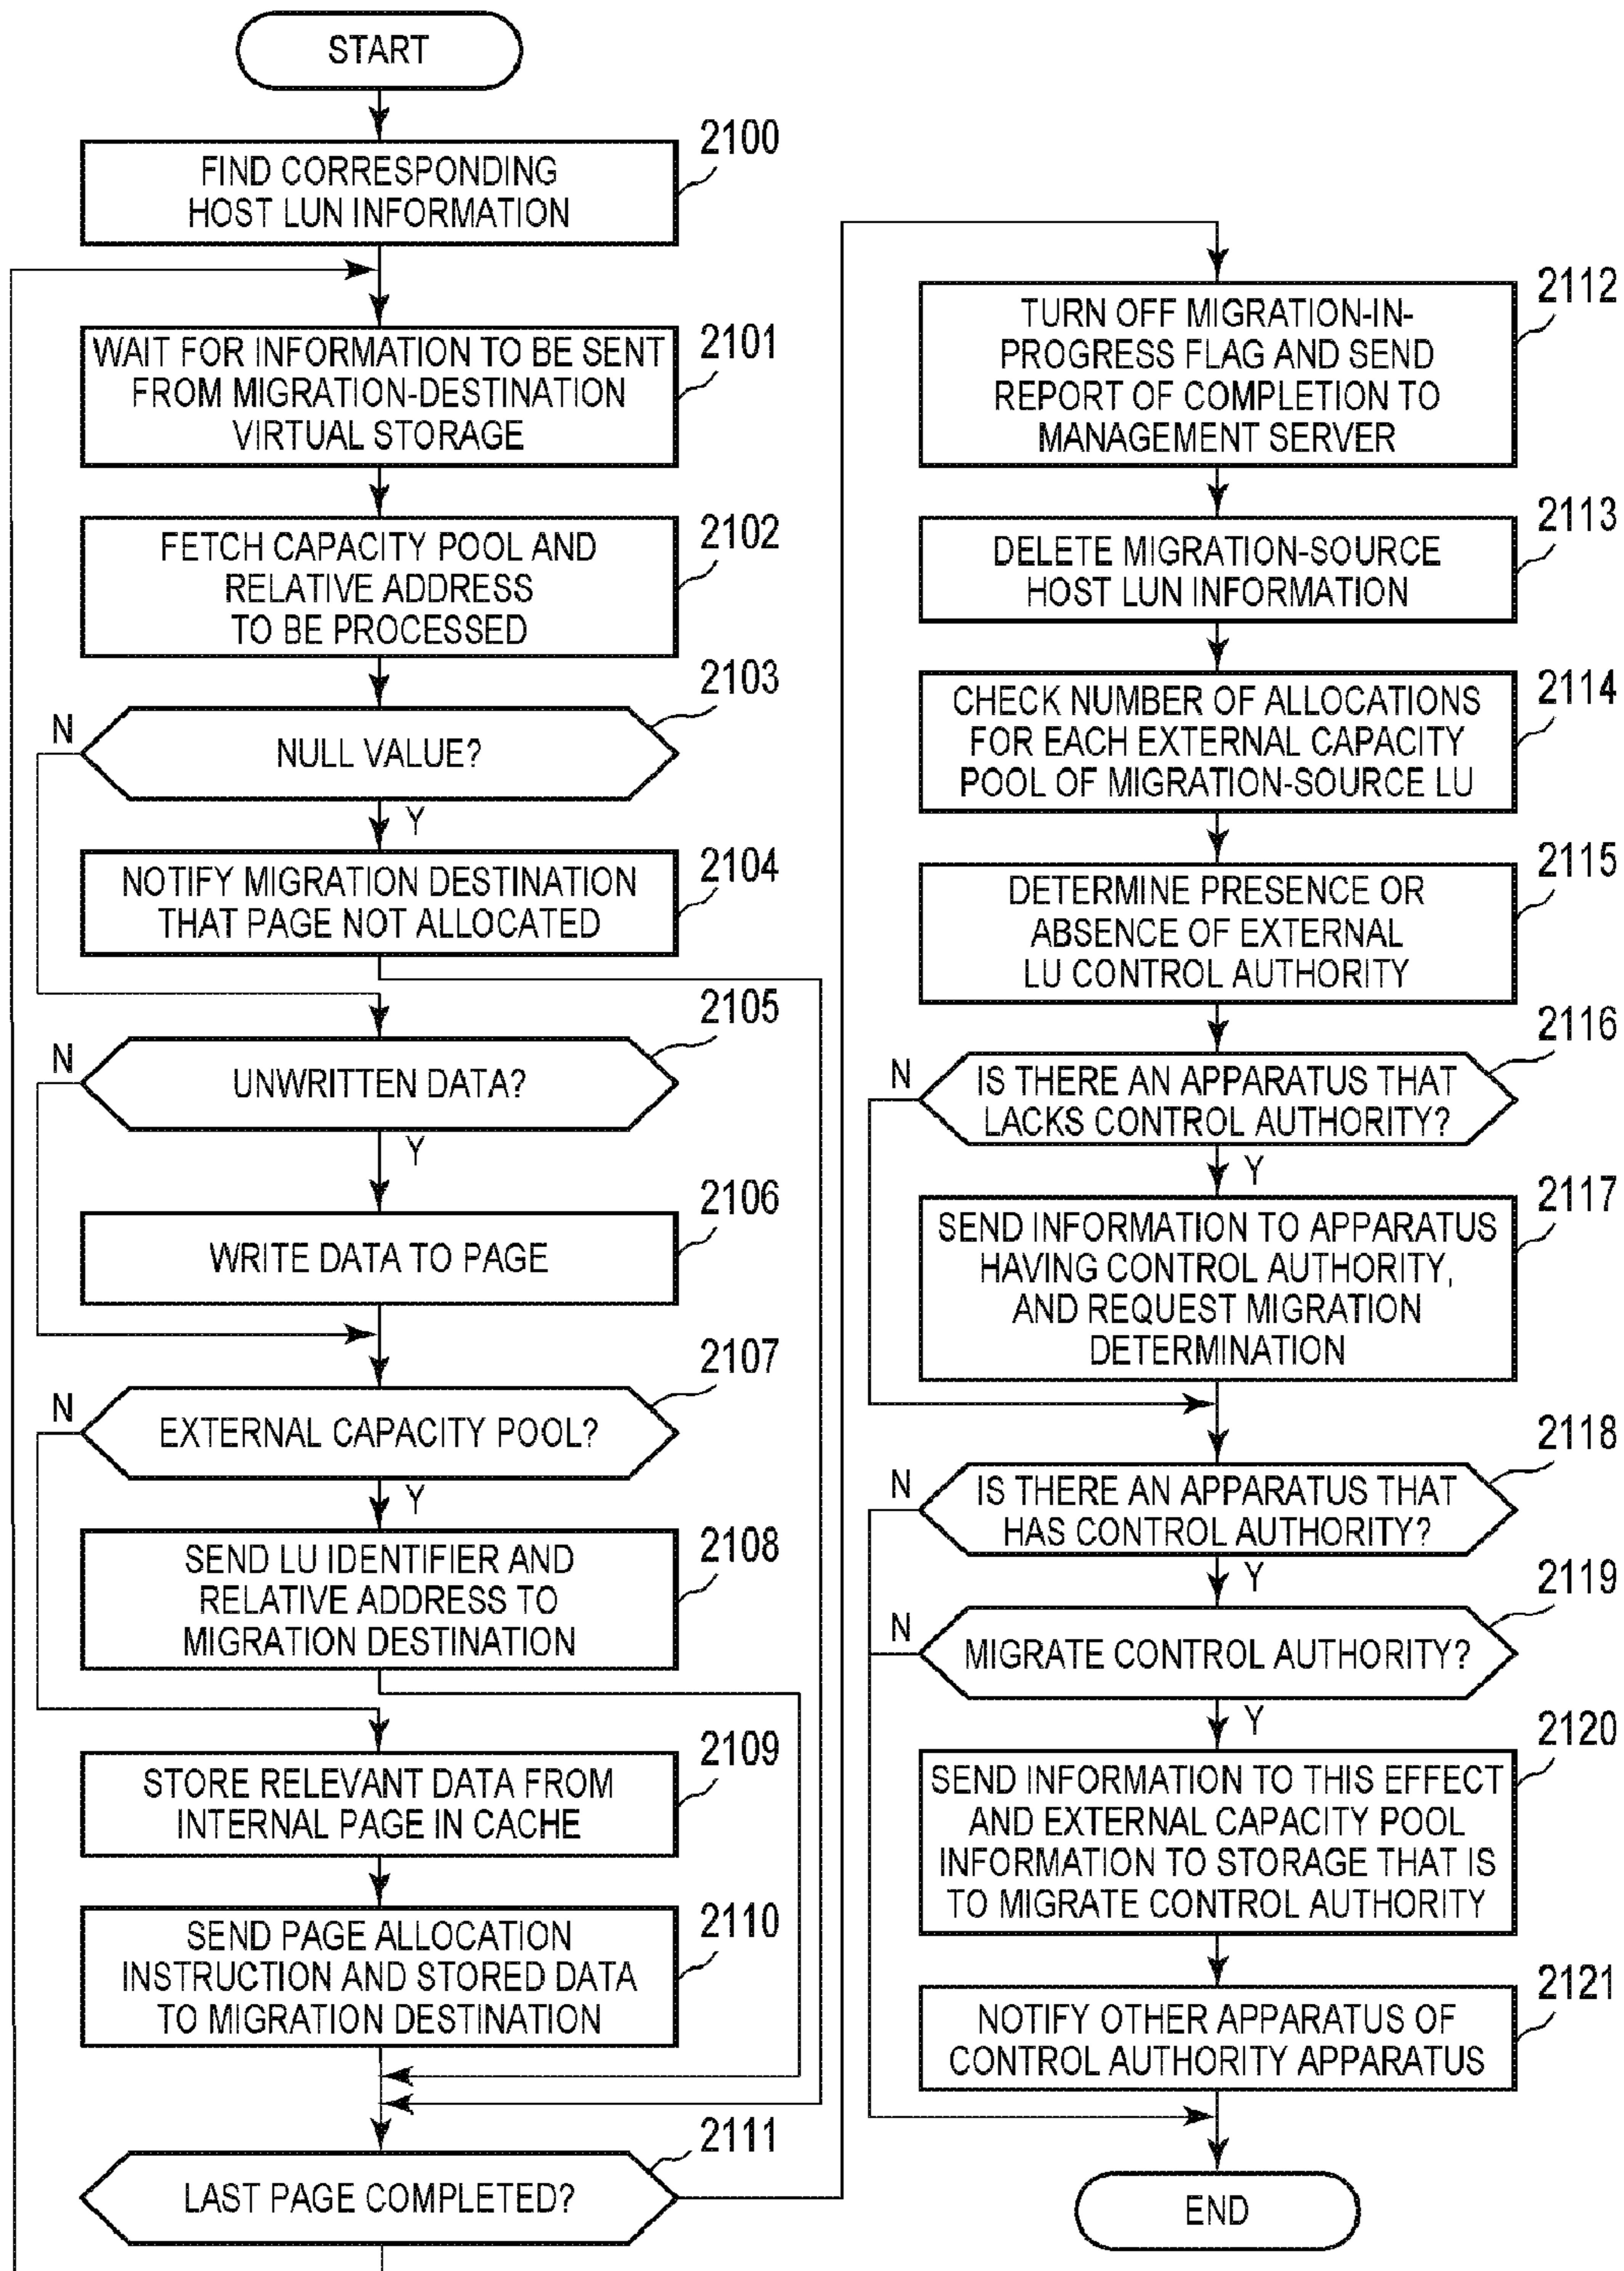 START
2100
FIND CORRESPONDING
HOST LUN INFORMATION
2101
WAIT FOR INFORMATION TO BE SENT
FROM MIGRATION-DESTINATION
VIRTUAL STORAGE
2102
FETCH CAPACITY POOL AND
RELATIVE ADDRESS
TO BE PROCESSED
2103
N
NULL VALUE?
Y
2104
NOTIFY MIGRATION DESTINATION
THAT PAGE NOT ALLOCATED
2105
N
UNWRITTEN DATA?
Y
2106
WRITE DATA TO PAGE
2107
N
EXTERNAL CAPACITY POOL?
Y
2108
SEND LU IDENTIFIER AND
RELATIVE ADDRESS TO
MIGRATION DESTINATION
2109
STORE RELEVANT DATA FROM
INTERNAL PAGE IN CACHE
2110
SEND PAGE ALLOCATION
INSTRUCTION AND STORED DATA
TO MIGRATION DESTINATION
2111
LAST PAGE COMPLETED?
2112
TURN OFF MIGRATION-IN-
PROGRESS FLAG AND SEND
REPORT OF COMPLETION TO
MANAGEMENT SERVER
2113
DELETE MIGRATION-SOURCE
HOST LUN INFORMATION
2114
CHECK NUMBER OF ALLOCATIONS
FOR EACH EXTERNAL CAPACITY
POOL OF MIGRATION-SOURCE LU
2115
DETERMINE PRESENCE OR
ABSENCE OF EXTERNAL
LU CONTROL AUTHORITY
2116
N
IS THERE AN APPARATUS THAT
LACKS CONTROL AUTHORITY?
Y
2117
SEND INFORMATION TO APPARATUS
HAVING CONTROL AUTHORITY,
AND REQUEST MIGRATION
DETERMINATION
2118
N
IS THERE AN APPARATUS THAT
HAS CONTROL AUTHORITY?
Y
2119
N
MIGRATE CONTROL AUTHORITY?
Y
2120
SEND INFORMATION TO THIS EFFECT
AND EXTERNAL CAPACITY POOL
INFORMATION TO STORAGE THAT IS
TO MIGRATE CONTROL AUTHORITY
2121
NOTIFY OTHER APPARATUS OF
CONTROL AUTHORITY APPARATUS
END